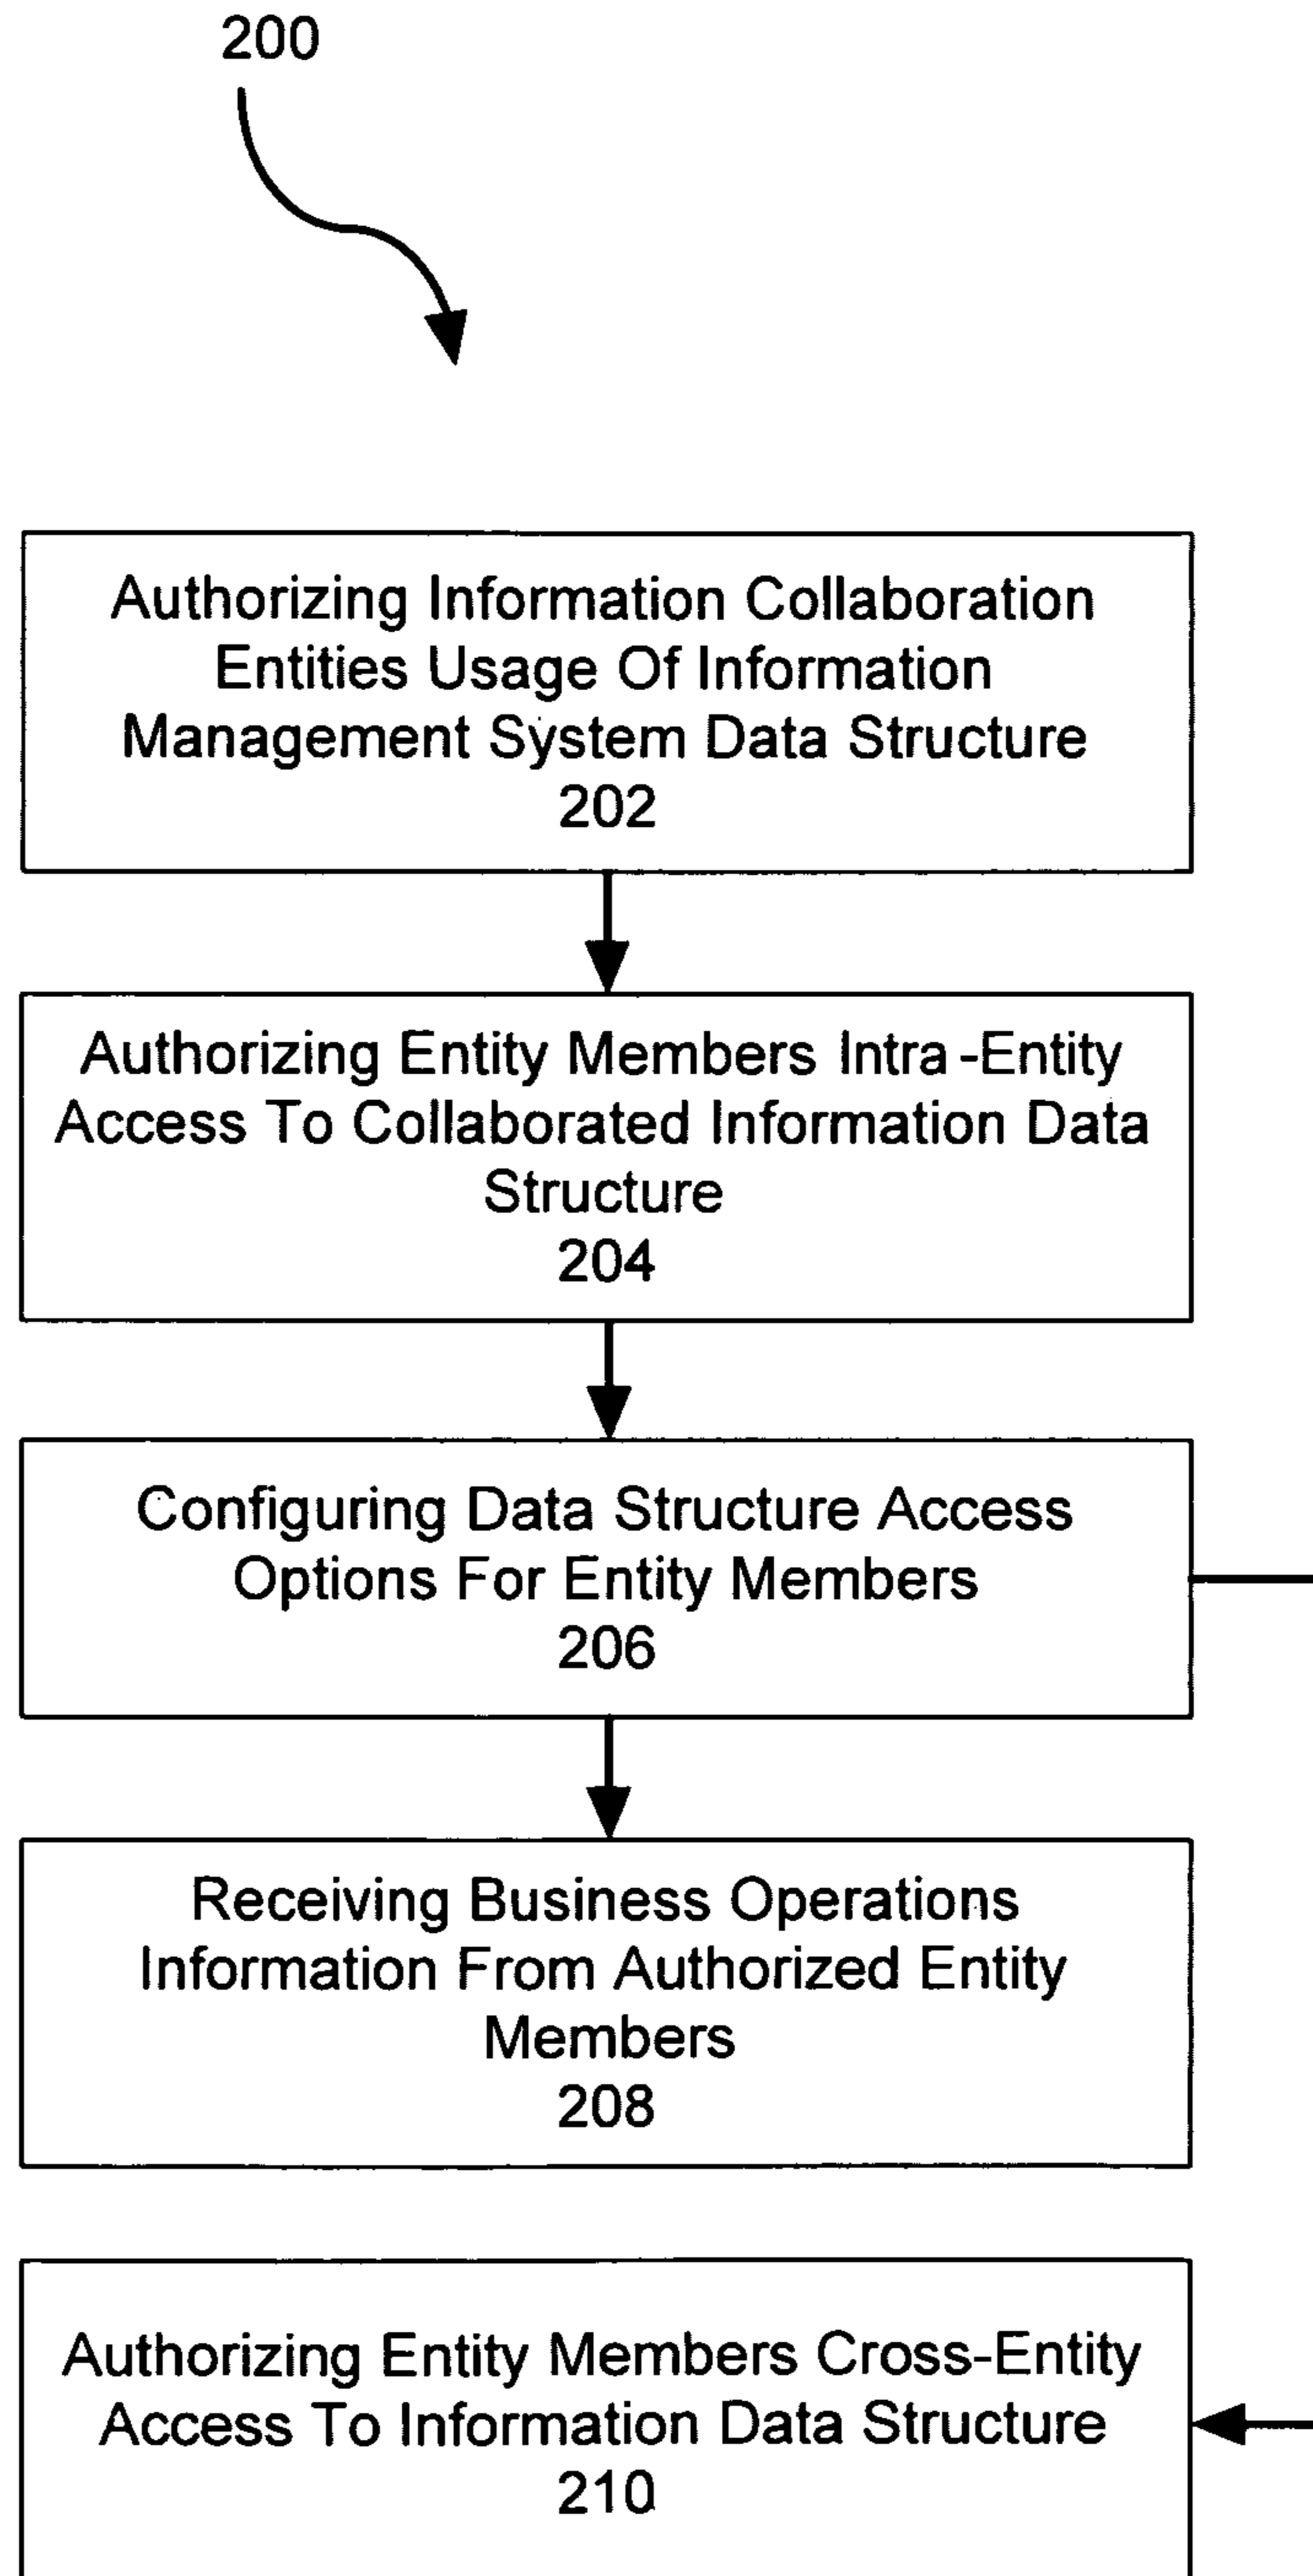 200
Authorizing Information Collaboration
Entities Usage Of Information
Management System Data Structure
202
Authorizing Entity Members Intra-Entity
Access To Collaborated Information Data
Structure
204
Configuring Data Structure Access
Options For Entity Members
206
Receiving Business Operations
Information From Authorized Entity
Members
208
Authorizing Entity Members Cross-Entity
Access To Information Data Structure
210